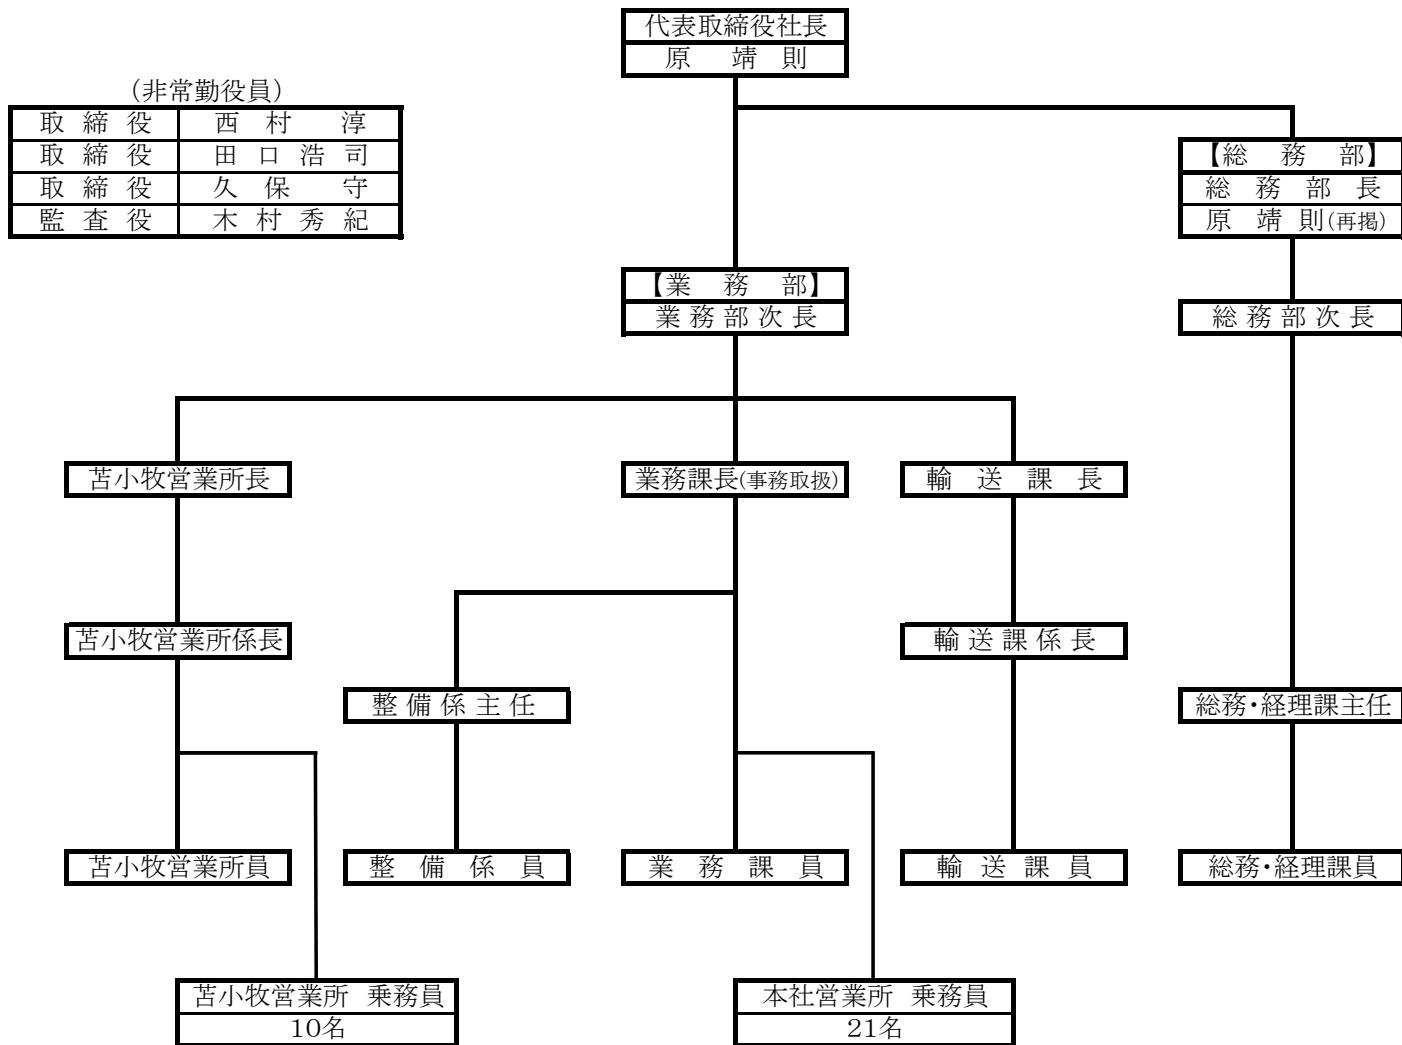 代表取締役社長
原 靖 則
(非常勤役員)
取 締 役 西 村 淳
取 締 役 田 口 浩 司
取 締 役 久 保 守
監 査 役 木 村 秀 紀
【総 務 部】
総 務 部 長
原 靖 則(再掲)
【業 務 部】
業 務 部 次 長
総 務 部 次 長
苫小牧営業所長
業務課長(事務取扱)
輸 送 課 長
苫小牧営業所係長
輸 送 課 係 長
整 備 係 主 任
総務・経理課主任
苫小牧営業所員
整 備 係 員
業 務 課 員
輸 送 課 員
総務・経理課員
苫小牧営業所 乗務員
10名
本社営業所 乗務員
21名